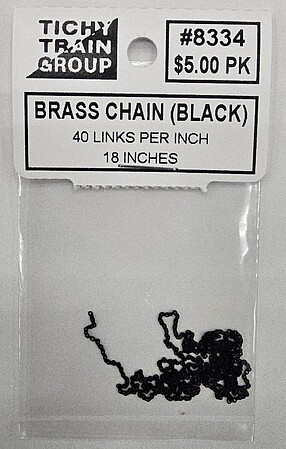 TICHY
TRAIN
GROUP
#8334
$5.00 PK
BRASS CHAIN (BLACK)
40 LINKS PER INCH
18 INCHES